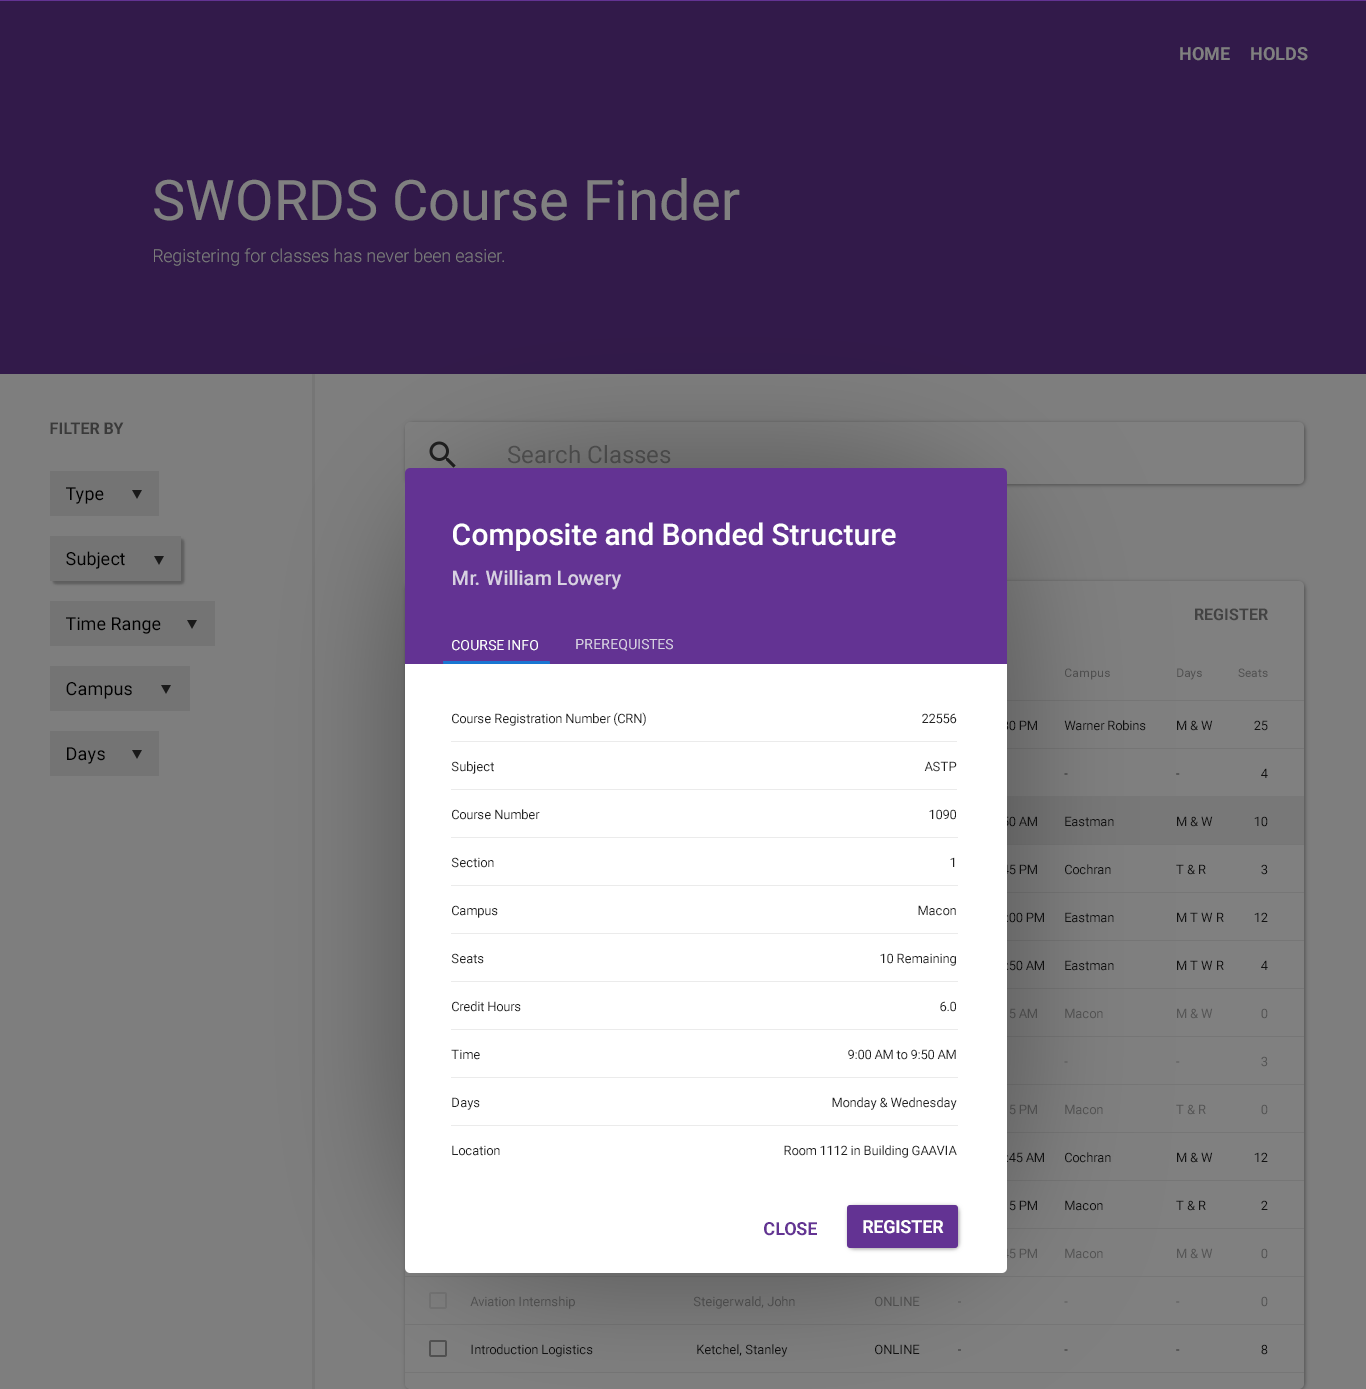 HOME HOLDS
SWORDS Course Finder
Registering for classes has never been easier.
FILTER BY
Type
Subject
Time Range
Campus
Days
Search Classes
Composite and Bonded Structure
Mr. William Lowery
COURSE INFO PREREQUISTES
Course Registration Number (CRN) 22556
Subject ASTP
Course Number 1090
Section 1
Campus Macon
Seats 10 Remaining
Credit Hours 6.0
Time 9:00 AM to 9:50 AM
Days Monday & Wednesday
Location Room 1112 in Building GAAVIA
CLOSE REGISTER
REGISTER
Campus Days Seats
PM Warner Robins M & W 25
- - 4
AM Eastman M & W 10
PM Cochran T & R 3
:00 PM Eastman M T W R 12
:50 AM Eastman M T W R 4
5 AM Macon M & W 0
- - 3
5 PM Macon T & R 0
:45 AM Cochran M & W 12
5 PM Macon T & R 2
PM Macon M & W 0
Aviation Internship Steigerwald, John ONLINE - - - 0
Introduction Logistics Ketchel, Stanley ONLINE - - - 8